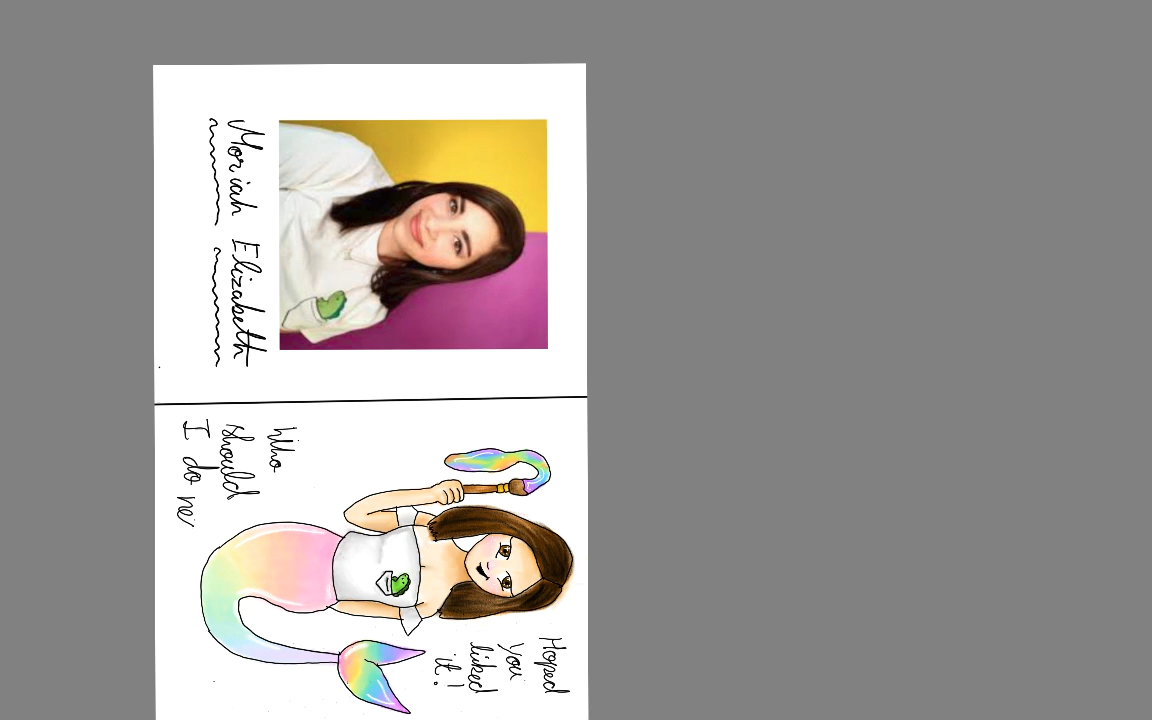 Moriah Elizabeth
Who
should
I do ne
Hoped
you
liked
it!